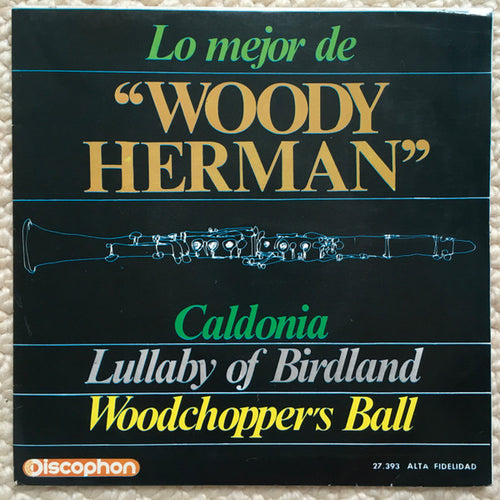 Lo mejor de
“WOODY
HERMAN”
Caldonia
Lullaby of Birdland
Woodchopper's Ball
Discophon
27.393 ALTA FIDELIDAD